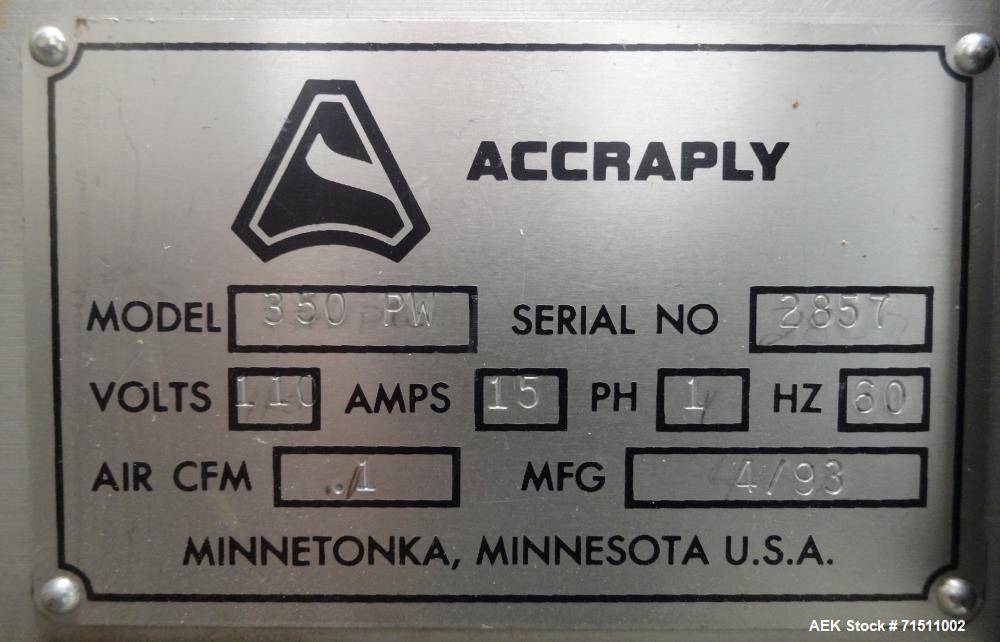 ACCRAPLY
MODEL 350 PW SERIAL NO 2857
VOLTS 110 AMPS 15 PH 1 HZ 60
AIR CFM .1 MFG 4/93
MINNETONKA, MINNESOTA U.S.A.
AEK Stock # 71511002